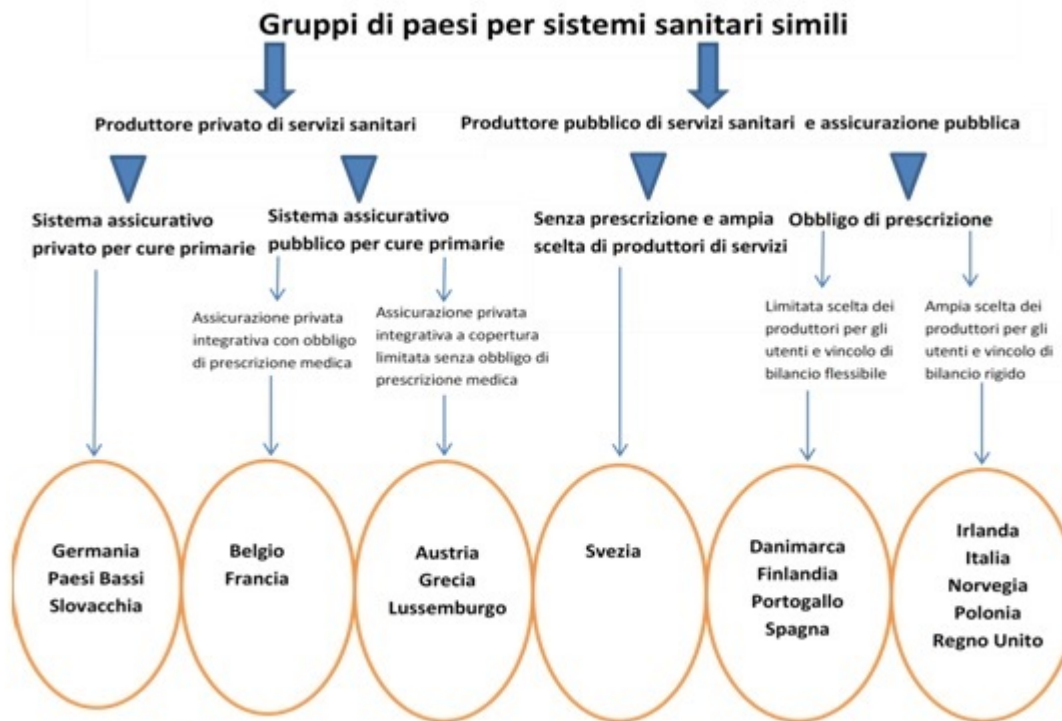 Gruppi di paesi per sistemi sanitari simili
Produttore privato di servizi sanitari
Produttore pubblico di servizi sanitari e assicurazione pubblica
Sistema assicurativo
privato per cure primarie
Sistema assicurativo
pubblico per cure primarie
Senza prescrizione e ampia
scelta di produttori di servizi
Obbligo di prescrizione
Assicurazione privata
integrativa con obbligo
di prescrizione medica
Assicurazione privata
integrativa a copertura
limitata senza obbligo di
prescrizione medica
Limitata scelta dei
produttori per gli
utenti e vincolo di
bilancio flessibile
Ampia scelta dei
produttori per gli
utenti e vincolo di
bilancio rigido
Germania
Paesi Bassi
Slovacchia
Belgio
Francia
Austria
Grecia
Lussemburgo
Svezia
Danimarca
Finlandia
Portogallo
Spagna
Irlanda
Italia
Norvegia
Polonia
Regno Unito